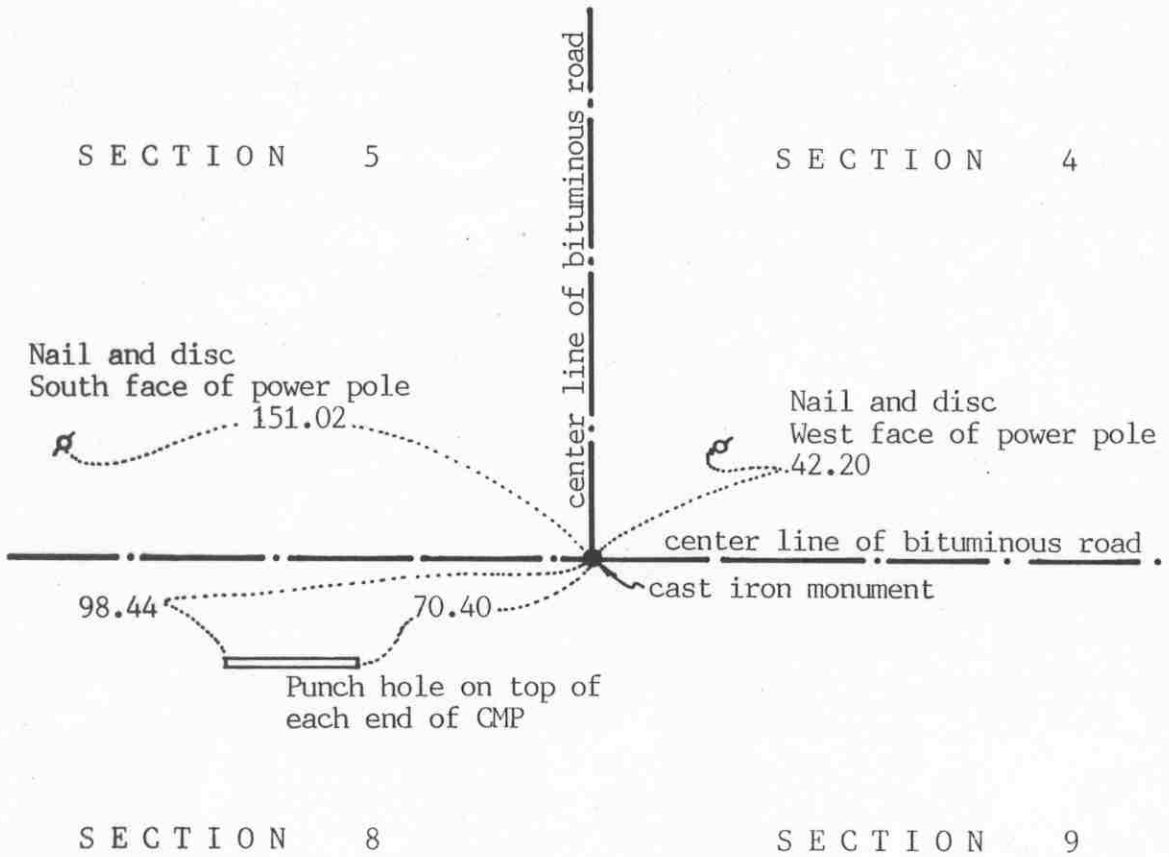 center line of bituminous road
SECTION 5
SECTION 4
Nail and disc
South face of power pole
151.02
Nail and disc
West face of power pole
42.20
center line of bituminous road
cast iron monument
98.44
70.40
Punch hole on top of
each end of CMP
SECTION 8
SECTION 9